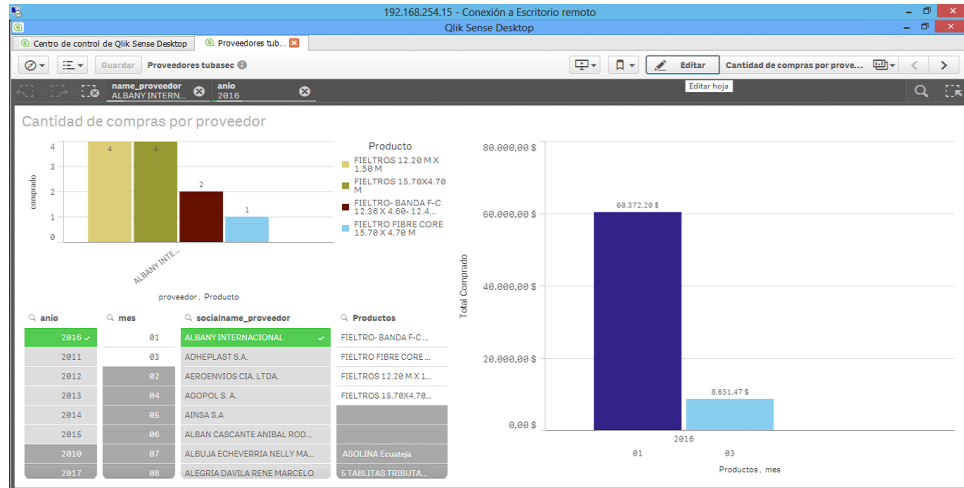 192.168.254.15 - Conexión a Escritorio remoto
Qlik Sense Desktop
Centro de control de Qlik Sense Desktop
Proveedores tub...
Guardar
Proveedores tubasec
Editar
Cantidad de compras por prove...
Editar hoja
name_proveedor
ALBANY INTERN...
anio
2016
Cantidad de compras por proveedor
comprado
4
3
2
1
0
4
4
2
1
ALBANY INTE...
proveedor, Producto
Producto
FIELTROS 12.20 M X
1.50 M
FIELTROS 15.70X4.70
M
FIELTRO- BANDA F-C
12.36 X 4.60- 12.4...
FIELTRO FIBRE CORE
15.70 X 4.70 M
Total Comprado
80.000,00 $
60.000,00 $
40.000,00 $
20.000,00 $
0,00 $
60.372,20 $
8.631,47 $
2016
01
03
Productos, mes
anio
2016
2011
2012
2013
2014
2015
2010
2017
mes
01
03
02
04
05
06
07
08
socialname_proveedor
ALBANY INTERNACIONAL
ADHEPLAST S.A.
AEROENVIOS CIA. LTDA.
AGOPOL S. A.
AINSA S.A
ALBAN CASCANTE ANIBAL ROD...
ALBUJA ECHEVERRIA NELLY MA...
ALEGRIA DAVILA RENE MARCELO
Productos
FIELTRO- BANDA F-C ...
FIELTRO FIBRE CORE ...
FIELTROS 12.20 M X 1...
FIELTROS 15.70X4.70...
ASOLINA Ecuateja
5 TABLITAS TRIBUTA...